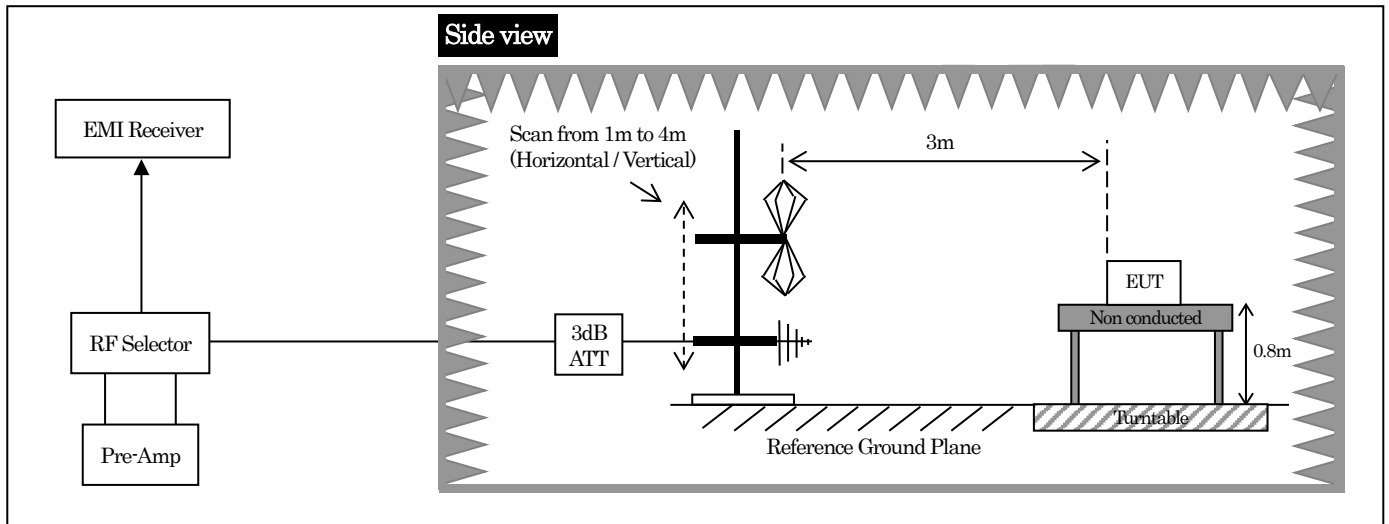 Side view
EMI Receiver
Scan from 1m to 4m
(Horizontal / Vertical)
3m
EUT
Non conducted
RF Selector
3dB
ATT
0.8m
Turntable
Reference Ground Plane
Pre-Amp